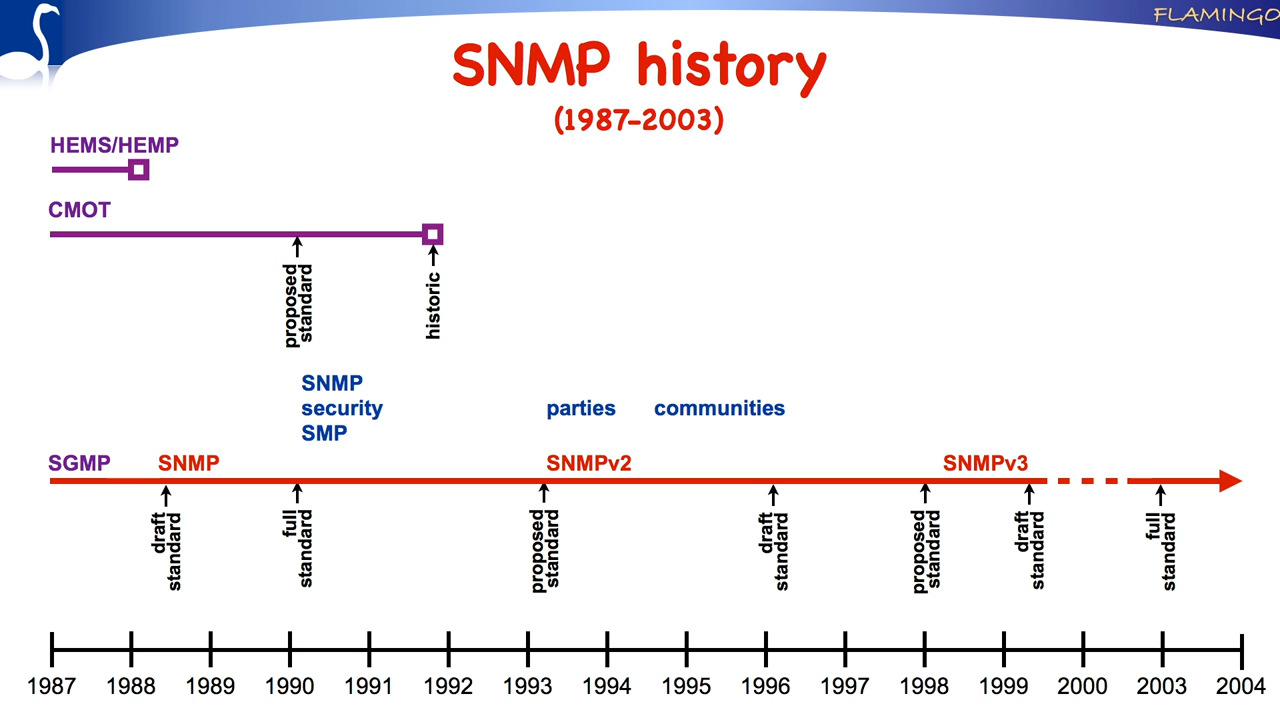 FLAMINGO
SNMP history
(1987-2003)
HEMS/HEMP
CMOT
proposed
standard
historic
SNMP
security
SMP
parties
communities
SGMP
SNMP
SNMPv2
SNMPv3
draft
standard
full
standard
proposed
standard
draft
standard
proposed
standard
draft
standard
full
standard
1987 1988 1989 1990 1991 1992 1993 1994 1995 1996 1997 1998 1999 2000 2003 2004